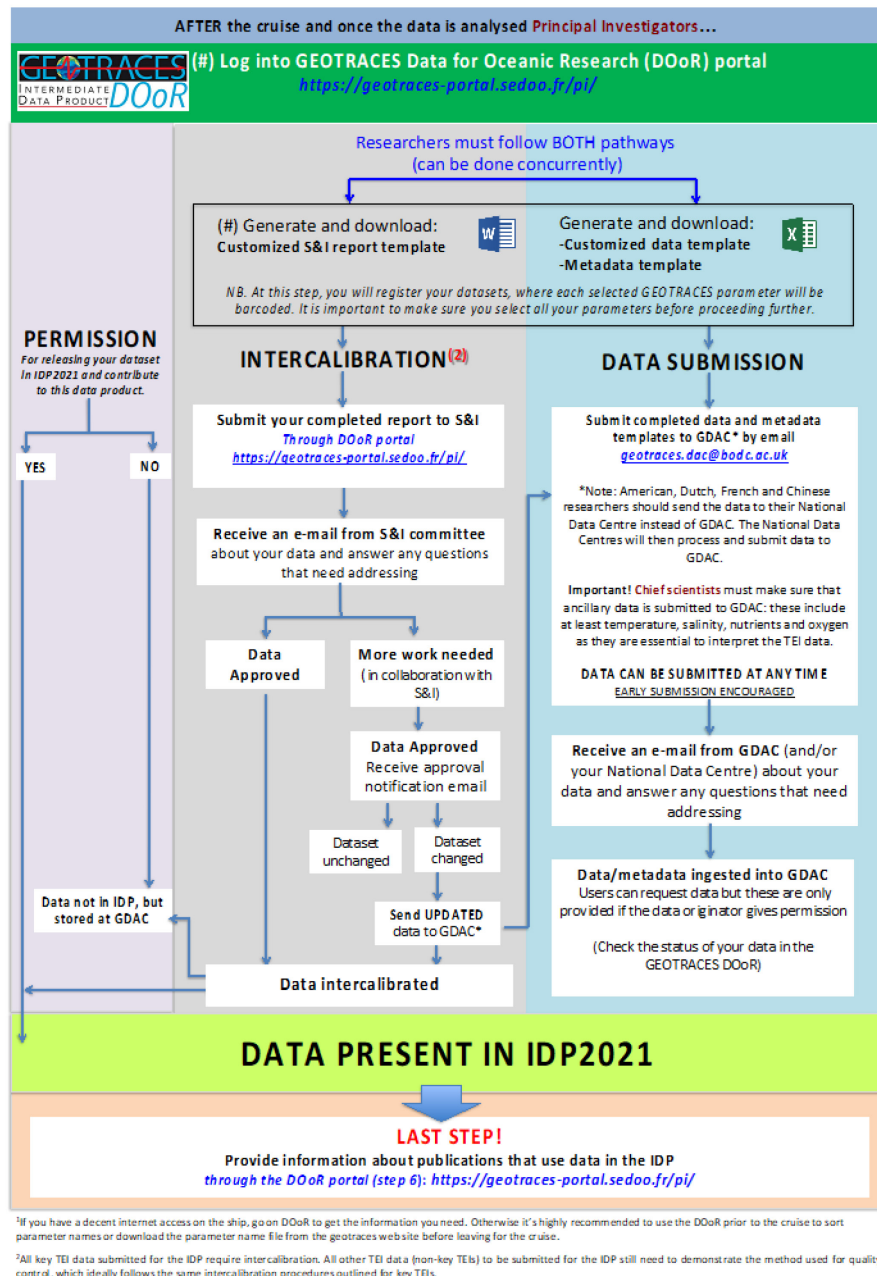 AFTER the cruise and once the data is analysed Principal Investigators...
GEOTRACES
INTERMEDIATE
DATA PRODUCT DOoR
(#) Log into GEOTRACES Data for Oceanic Research (DOoR) portal
https://geotraces-portal.sedoo.fr/pi/
Researchers must follow BOTH pathways
(can be done concurrently)
(#) Generate and download:
Customized S&I report template
W
Generate and download:
-Customized data template
-Metadata template
X
NB. At this step, you will register your datasets, where each selected GEOTRACES parameter will be
barcoded. It is important to make sure you select all your parameters before proceeding further.
PERMISSION
For releasing your dataset
in IDP2021 and contribute
to this data product.
YES
NO
Data not in IDP, but
stored at GDAC
INTERCALIBRATION(2)
Submit your completed report to S&I
Through DOoR portal
https://geotraces-portal.sedoo.fr/pi/
Receive an e-mail from S&I committee
about your data and answer any questions
that need addressing
Data
Approved
More work needed
( in collaboration with
S&I)
Data Approved
Receive approval
notification email
Dataset
unchanged
Dataset
changed
Send UPDATED
data to GDAC*
Data intercalibrated
DATA SUBMISSION
Submit completed data and metadata
templates to GDAC* by email
geotraces.dac@bodc.ac.uk
*Note: American, Dutch, French and Chinese
researchers should send the data to their National
Data Centre instead of GDAC. The National Data
Centres will then process and submit data to
GDAC.
Important! Chief scientists must make sure that
ancillary data is submitted to GDAC: these include
at least temperature, salinity, nutrients and oxygen
as they are essential to interpret the TEI data.
DATA CAN BE SUBMITTED AT ANY TIME
EARLY SUBMISSION ENCOURAGED
Receive an e-mail from GDAC (and/or
your National Data Centre) about your
data and answer any questions that need
addressing
Data/metadata ingested into GDAC
Users can request data but these are only
provided if the data originator gives permission
(Check the status of your data in the
GEOTRACES DOoR)
DATA PRESENT IN IDP2021
LAST STEP!
Provide information about publications that use data in the IDP
through the DOoR portal (step 6): https://geotraces-portal.sedoo.fr/pi/
1If you have a decent internet access on the ship, go on DOoR to get the information you need. Otherwise it's highly recommended to use the DOoR prior to the cruise to sort
parameter names or download the parameter name file from the geotraces website before leaving for the cruise.
2All key TEI data submitted for the IDP require intercalibration. All other TEI data (non-key TEIs) to be submitted for the IDP still need to demonstrate the method used for quality
control, which ideally follows the same intercalibration procedures outlined for key TEIs.